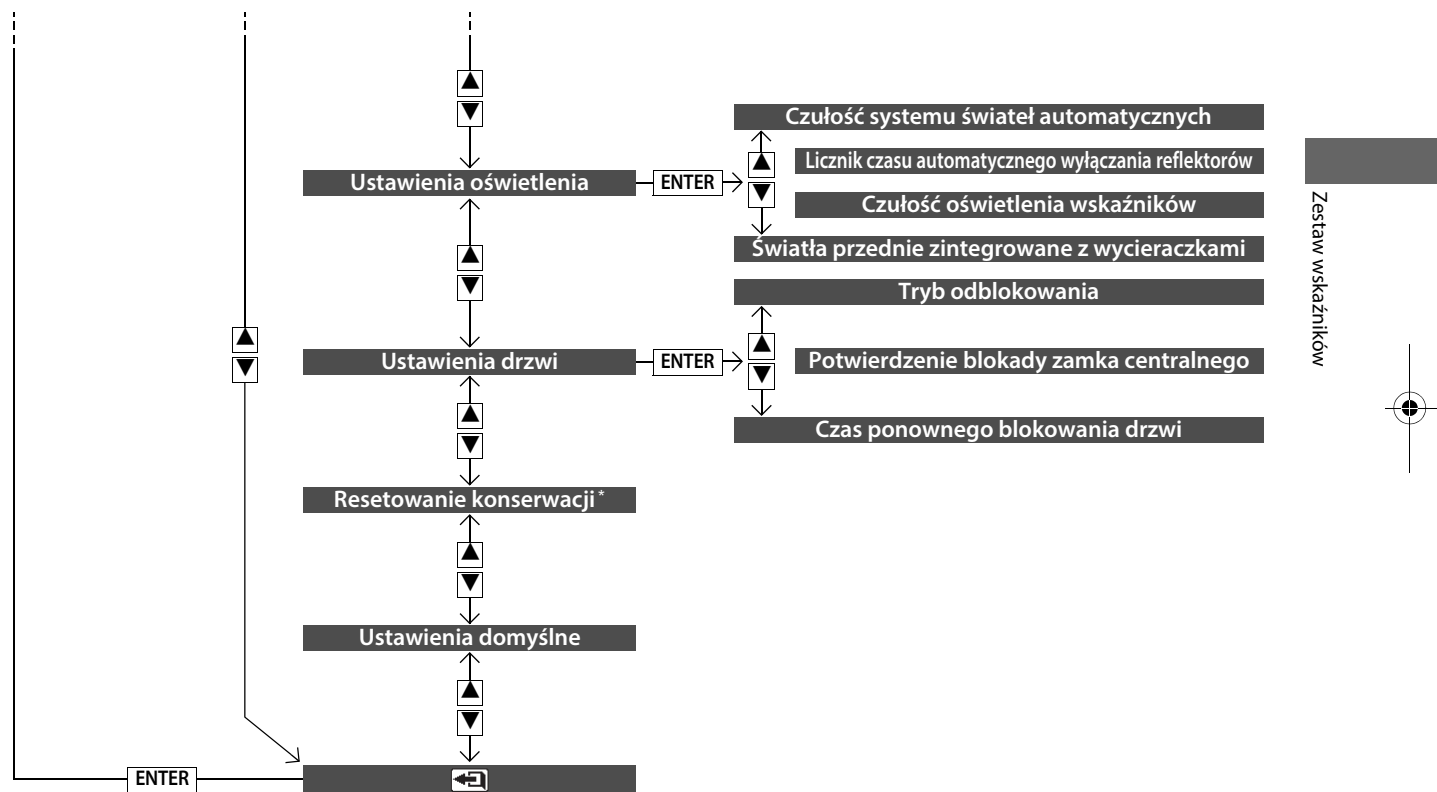 Czułość systemu świateł automatycznych
Licznik czasu automatycznego wyłączania reflektorów
Ustawienia oświetlenia
ENTER
Czułość oświetlenia wskaźników
Światła przednie zintegrowane z wycieraczkami
Tryb odblokowania
Ustawienia drzwi
ENTER
Potwierdzenie blokady zamka centralnego
Czas ponownego blokowania drzwi
Resetowanie konserwacji*
Ustawienia domyślne
ENTER
Zestaw wskaźników